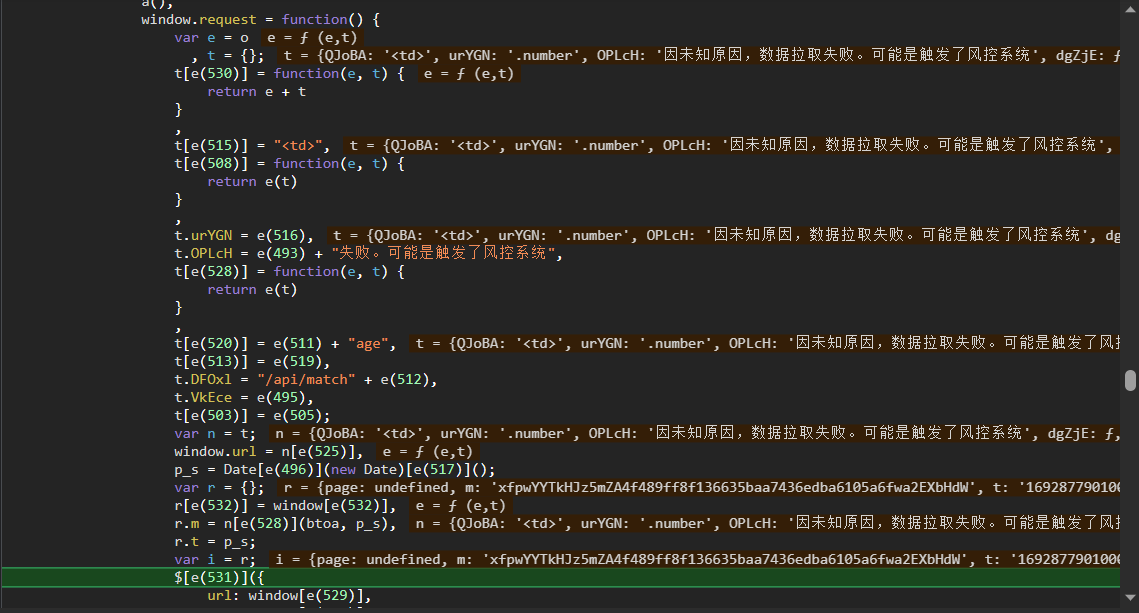 a(),
window.request = function() {
var e = o e = ƒ (e,t)
, t = {}; t = {QJoBA: '<td>', urYGN: '.number', OPLcH: '因未知原因，数据拉取失败。可能是触发了风控系统', dgZjE: ƒ
t[e(530)] = function(e, t) { e = ƒ (e,t)
return e + t
}
,
t[e(515)] = "<td>", t = {QJoBA: '<td>', urYGN: '.number', OPLcH: '因未知原因，数据拉取失败。可能是触发了风控系统',
t[e(508)] = function(e, t) {
return e(t)
}
,
t.urYGN = e(516), t = {QJoBA: '<td>', urYGN: '.number', OPLcH: '因未知原因，数据拉取失败。可能是触发了风控系统', dg
t.OPLcH = e(493) + "失败。可能是触发了风控系统",
t[e(528)] = function(e, t) {
return e(t)
}
,
t[e(520)] = e(511) + "age", t = {QJoBA: '<td>', urYGN: '.number', OPLcH: '因未知原因，数据拉取失败。可能是触发了风
t[e(513)] = e(519),
t.DFOxl = "/api/match" + e(512),
t.VkEce = e(495),
t[e(503)] = e(505);
var n = t; n = {QJoBA: '<td>', urYGN: '.number', OPLcH: '因未知原因，数据拉取失败。可能是触发了风控系统', dgZjE: ƒ,
window.url = n[e(525)], e = ƒ (e,t)
p_s = Date[e(496)](new Date)[e(517)]();
var r = {}; r = {page: undefined, m: 'xfpwYYTkHJz5mZA4f489ff8f136635baa7436edba6105a6fwa2EXbHdW', t: '169287790100
r[e(532)] = window[e(532)], e = ƒ (e,t)
r.m = n[e(528)](btoa, p_s), n = {QJoBA: '<td>', urYGN: '.number', OPLcH: '因未知原因，数据拉取失败。可能是触发了风
r.t = p_s;
var i = r; i = {page: undefined, m: 'xfpwYYTkHJz5mZA4f489ff8f136635baa7436edba6105a6fwa2EXbHdW', t: '169287790100
$[e(531)]({
url: window[e(529)],